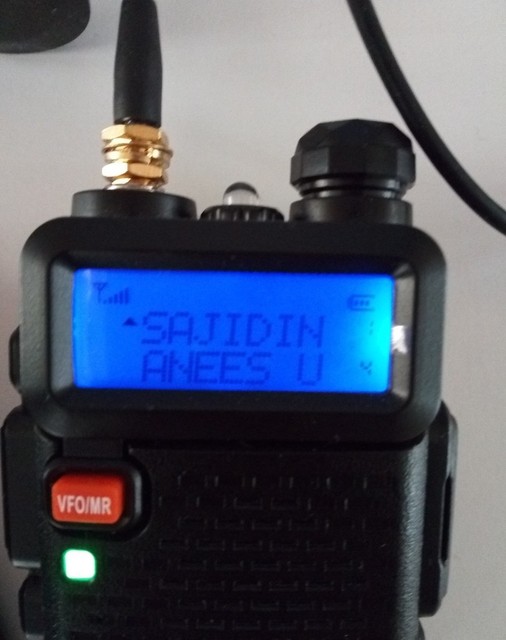 SAJIDIN
ANEES U
VFO/MR